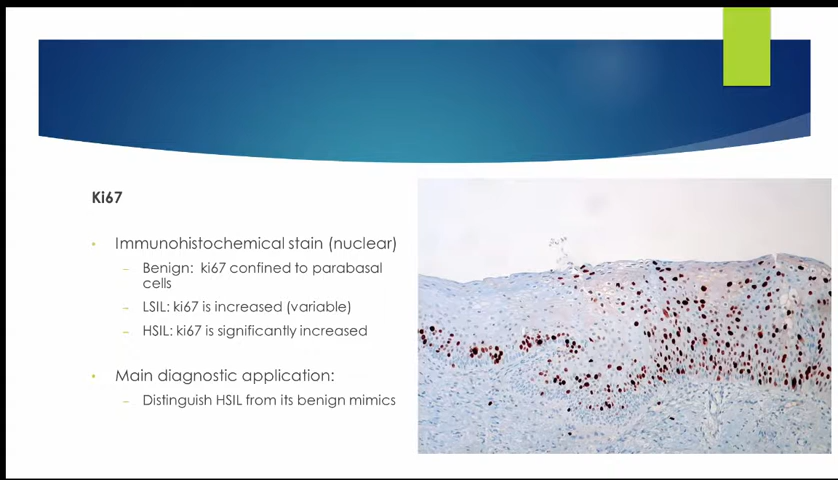 Ki67
• Immunohistochemical stain (nuclear)
– Benign: ki67 confined to parabasal
cells
– LSIL: ki67 is increased (variable)
– HSIL: ki67 is significantly increased
• Main diagnostic application:
– Distinguish HSIL from its benign mimics